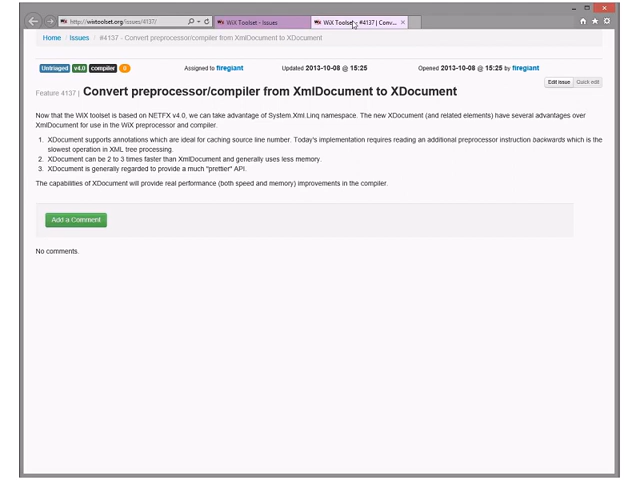 http://wixtoolset.org/issues/4137/
WiX Toolset - Issues
WiX Toolset - #4137 | Conv...
Home / Issues / #4137 - Convert preprocessor/compiler from XmlDocument to XDocument
Untriaged v4.0 compiler
Assigned to firegiant
Updated 2013-10-08 @ 15:25
Opened 2013-10-08 @ 15:25 by firegiant
Edit issue Quick edit
Feature 4137 | Convert preprocessor/compiler from XmlDocument to XDocument
Now that the WiX toolset is based on NETFX v4.0, we can take advantage of System.Xml.Linq namespace. The new XDocument (and related elements) have several advantages over
XmlDocument for use in the WiX preprocessor and compiler.
1. XDocument supports annotations which are ideal for caching source line number. Today's implementation requires reading an additional preprocessor instruction backwards which is the
slowest operation in XML tree processing.
2. XDocument can be 2 to 3 times faster than XmlDocument and generally uses less memory.
3. XDocument is generally regarded to provide a much "prettier" API.
The capabilities of XDocument will provide real performance (both speed and memory) improvements in the compiler.
Add a Comment
No comments.